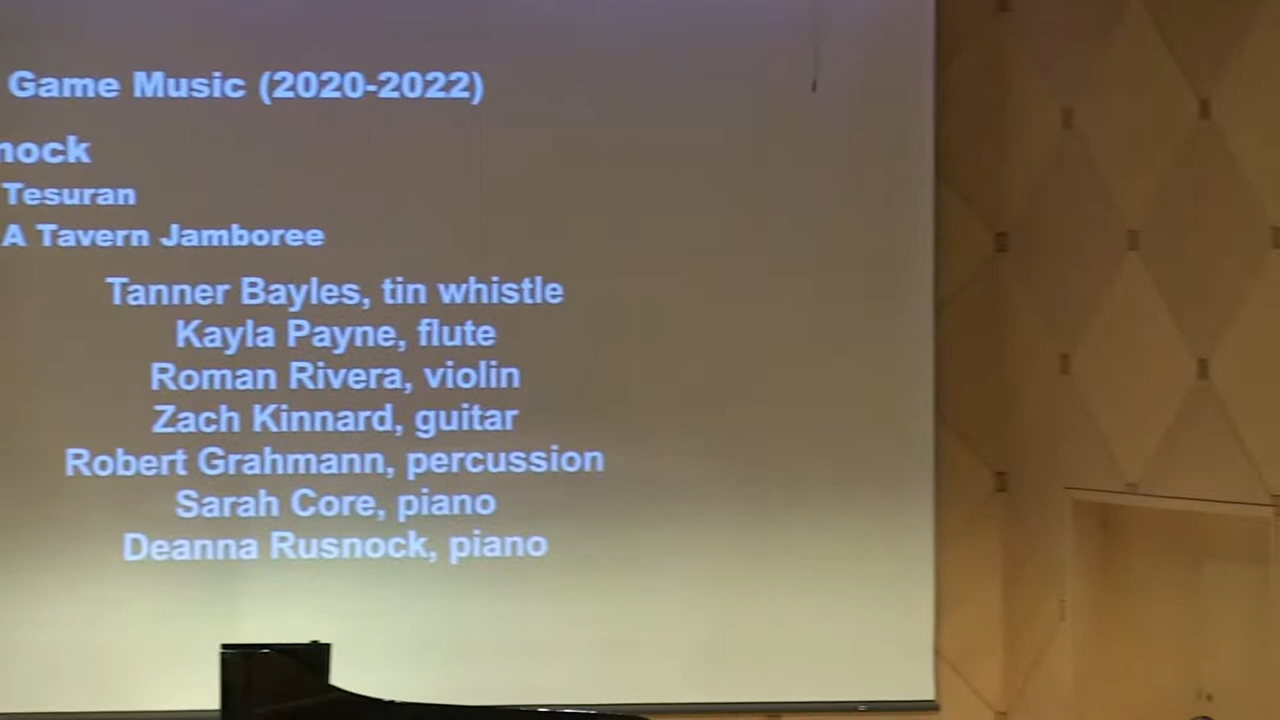 Game Music (2020-2022)
nock
Tesuran
A Tavern Jamboree
Tanner Bayles, tin whistle
Kayla Payne, flute
Roman Rivera, violin
Zach Kinnard, guitar
Robert Grahmann, percussion
Sarah Core, piano
Deanna Rusnock, piano